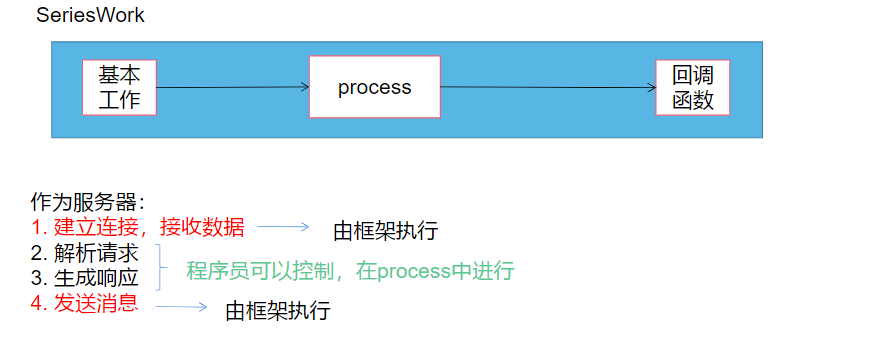 SeriesWork
基本
工作
process
回调
函数
作为服务器：
1. 建立连接，接收数据
由框架执行
2. 解析请求
3. 生成响应
程序员可以控制，在process中进行
4. 发送消息
由框架执行